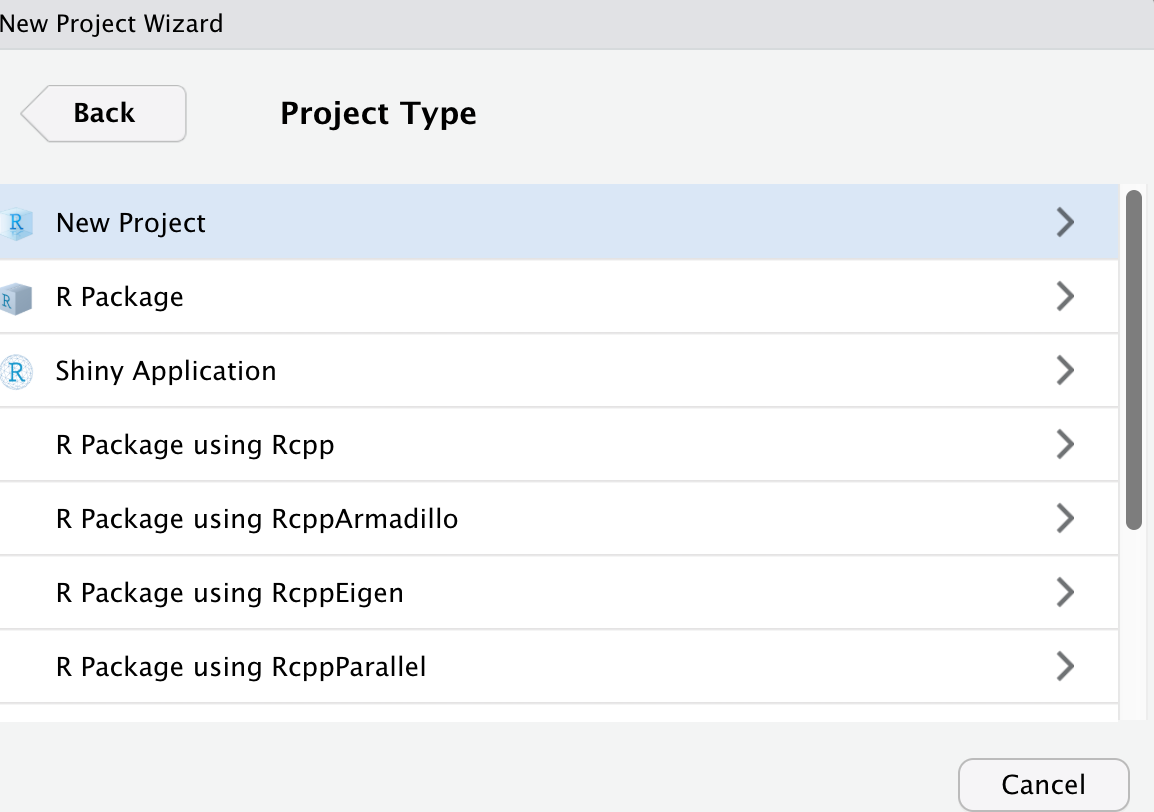 New Project Wizard
Back
Project Type
R New Project
R R Package
R Shiny Application
R Package using Rcpp
R Package using RcppArmadillo
R Package using RcppEigen
R Package using RcppParallel
Cancel